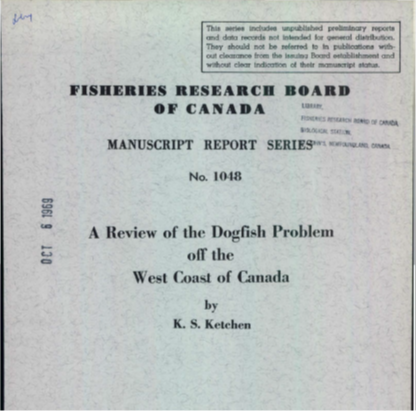 This series includes unpublished preliminary reports
and data records not intended for general distribution.
They should not be referred to in publications with-
out clearance from the issuing Board establishment and
without clear indication of their manuscript status.
FISHERIES RESEARCH BOARD
OF CANADA
LIBRARY,
FISHERIES RESEARCH BOARD OF CANADA,
BIOLOGICAL STATION,
NEWFOUNDLAND, CANADA
MANUSCRIPT REPORT SERIES
No. 1048
OCT 6 1969
A Review of the Dogfish Problem
off the
West Coast of Canada
by
K. S. Ketchen